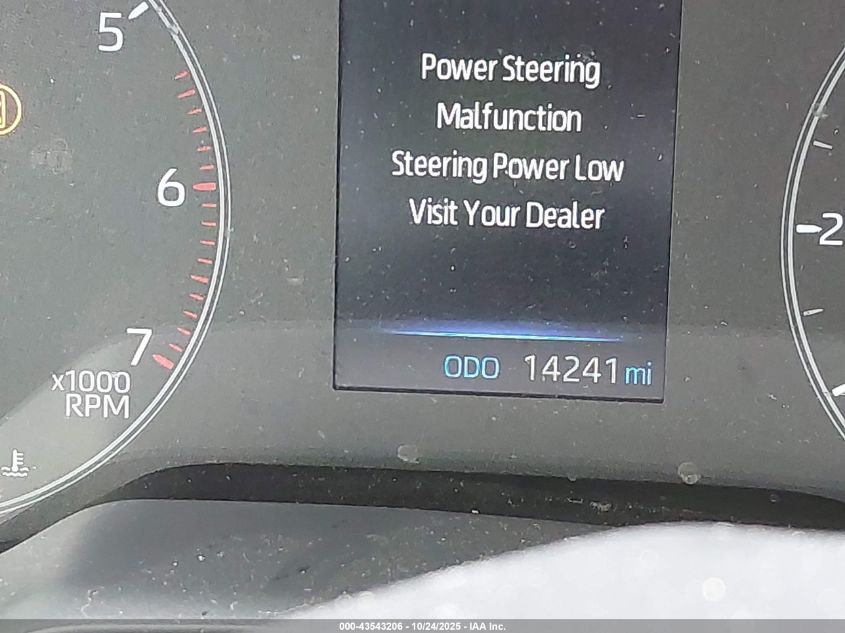 5
Power Steering
Malfunction
Steering Power Low
Visit Your Dealer
6
-2
7
x1000
RPM
ODO 14241 mi
000-43543206 - 10/24/2025 - IAA Inc.